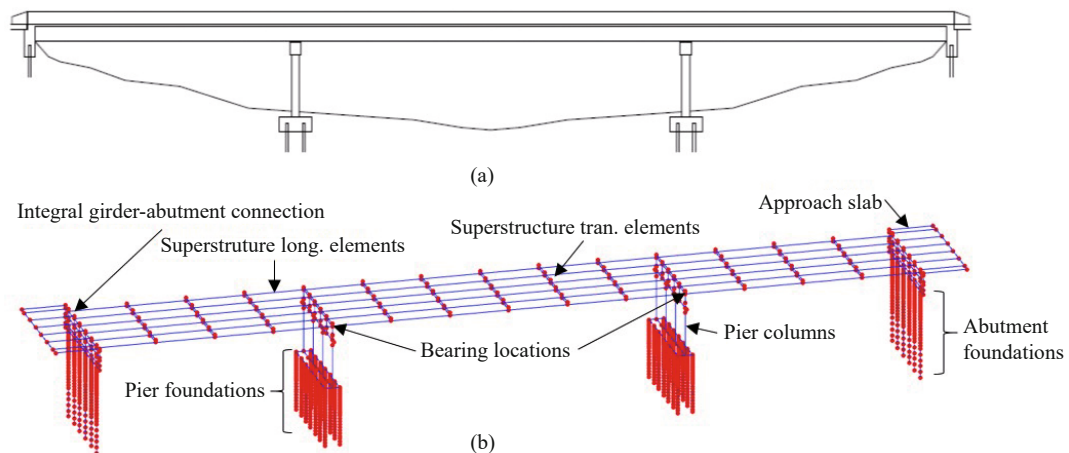 (a)
Integral girder-abutment connection
Approach slab
Superstruture long. elements
Superstructure tran. elements
Bearing locations
Pier columns
Abutment
foundations
Pier foundations
(b)